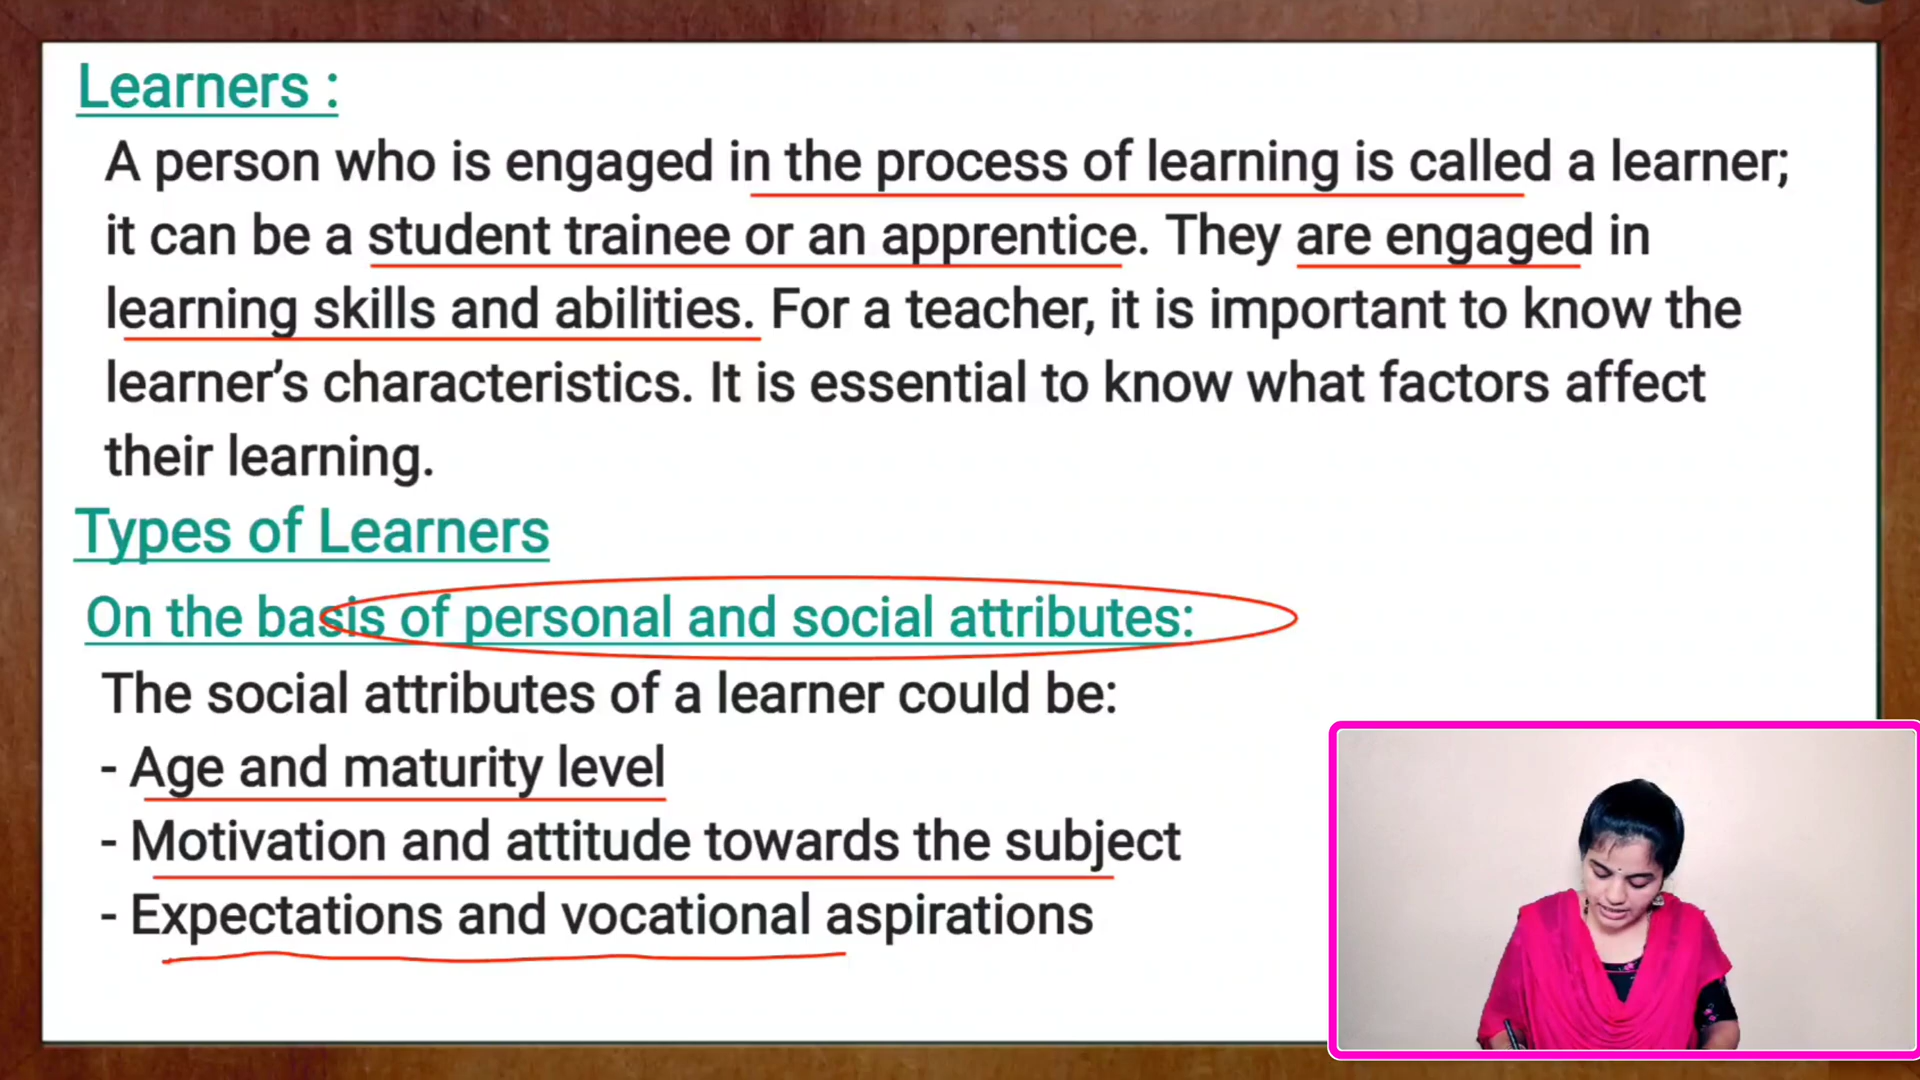 Learners :
A person who is engaged in the process of learning is called a learner;
it can be a student trainee or an apprentice. They are engaged in
learning skills and abilities. For a teacher, it is important to know the
learner’s characteristics. It is essential to know what factors affect
their learning.
Types of Learners
On the basis of personal and social attributes:
The social attributes of a learner could be:
- Age and maturity level
- Motivation and attitude towards the subject
- Expectations and vocational aspirations